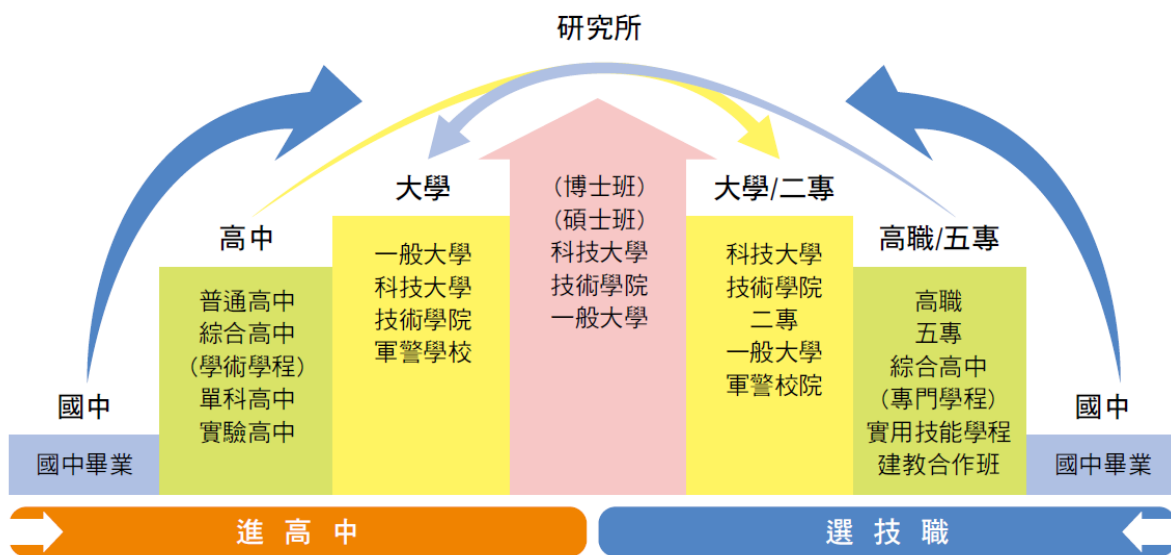 研究所
國中
國中畢業
高中
普通高中
綜合高中
(學術學程)
單科高中
實驗高中
大學
一般大學
科技大學
技術學院
軍警學校
(博士班)
(碩士班)
科技大學
技術學院
一般大學
大學/二專
科技大學
技術學院
二專
一般大學
軍警校院
高職/五專
高職
五專
綜合高中
(專門學程)
實用技能學程
建教合作班
國中
國中畢業
進高中
選技職